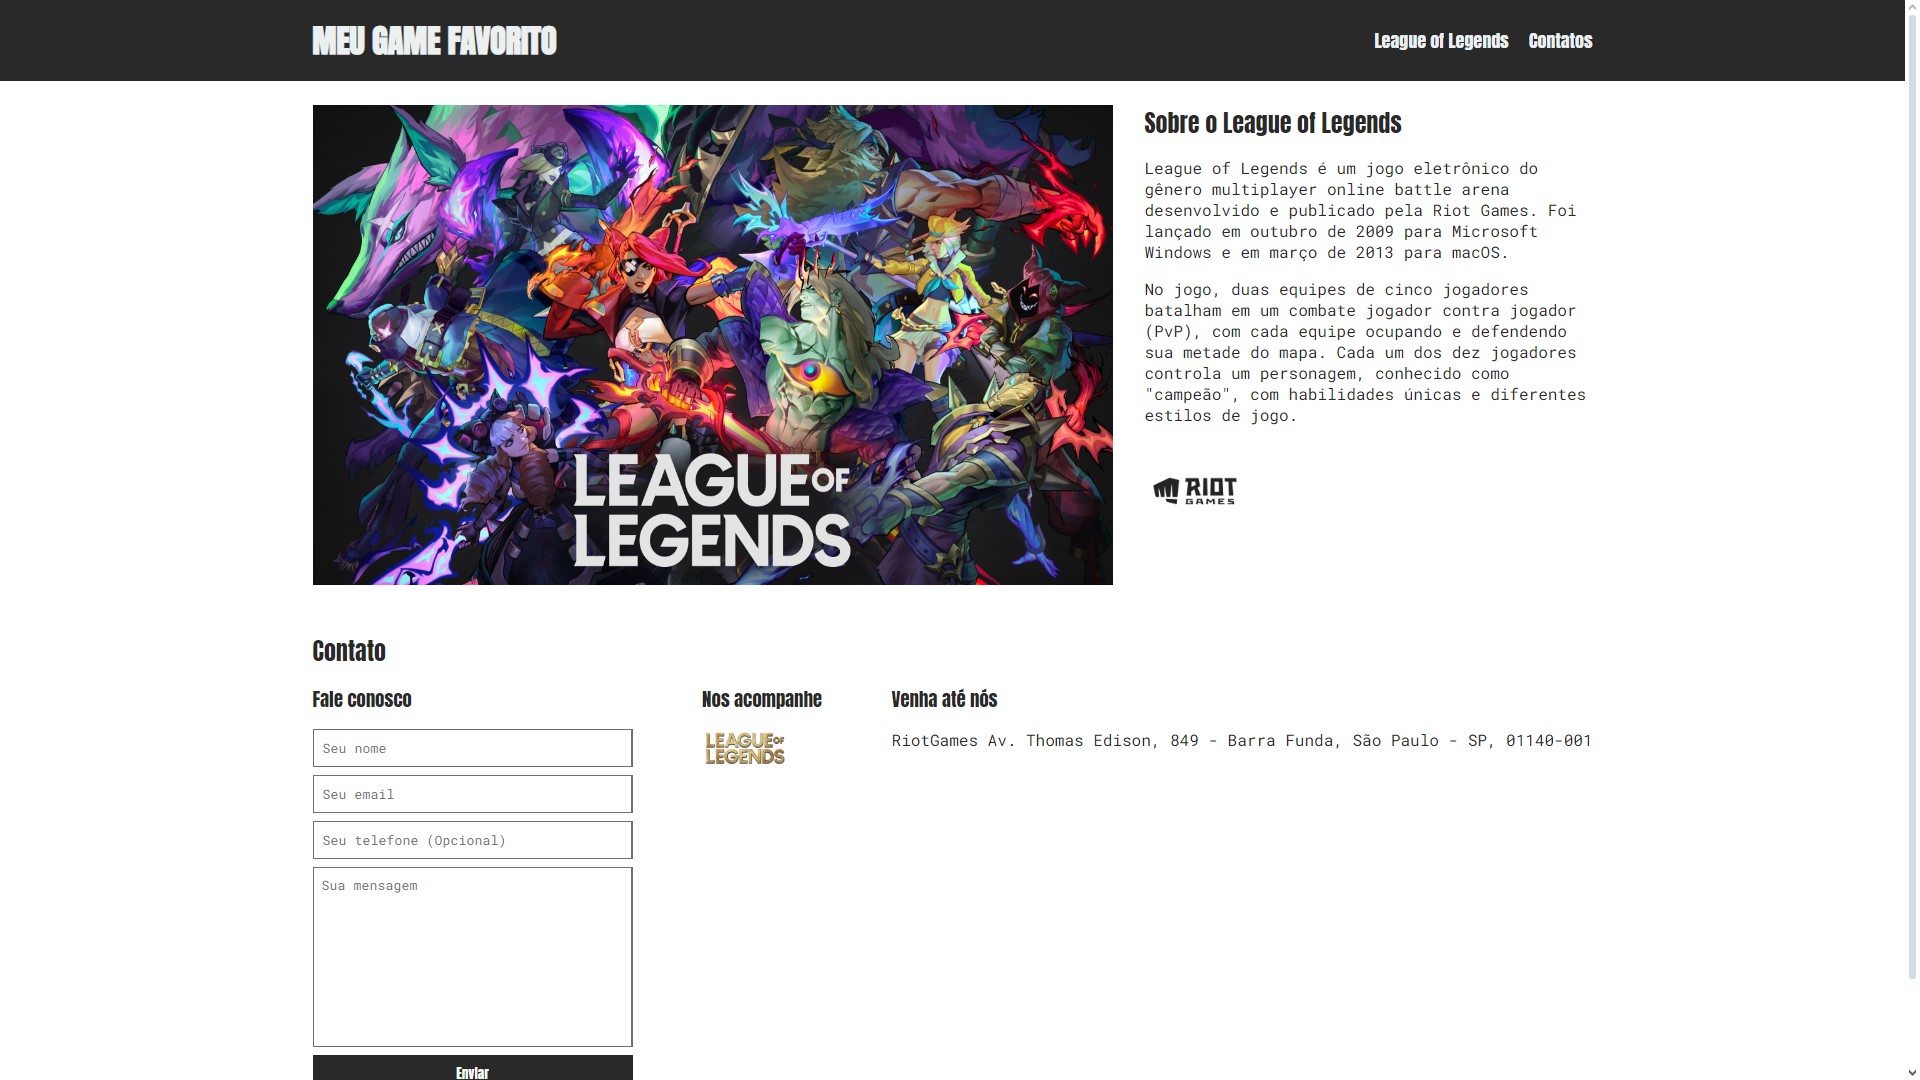 MEU GAME FAVORITO
League of Legends
Contatos
LEAGUE OF
LEGENDS
Sobre o League of Legends
League of Legends é um jogo eletrônico do
gênero multiplayer online battle arena
desenvolvido e publicado pela Riot Games. Foi
lançado em outubro de 2009 para Microsoft
Windows e em março de 2013 para macOS.
No jogo, duas equipes de cinco jogadores
batalham em um combate jogador contra jogador
(PvP), com cada equipe ocupando e defendendo
sua metade do mapa. Cada um dos dez jogadores
controla um personagem, conhecido como
"campeão", com habilidades únicas e diferentes
estilos de jogo.
RIOT
GAMES
Contato
Fale conosco
Seu nome
Seu email
Seu telefone (Opcional)
Sua mensagem
Enviar
Nos acompanhe
LEAGUE OF
LEGENDS
Venha até nós
RiotGames Av. Thomas Edison, 849 - Barra Funda, São Paulo - SP, 01140-001